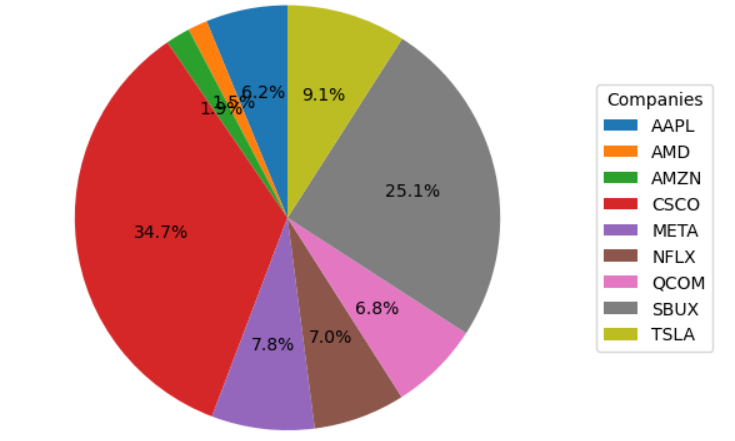 6.2%
1.5%
1.9%
34.7%
7.8%
7.0%
6.8%
25.1%
9.1%
Companies
AAPL
AMD
AMZN
CSCO
META
NFLX
QCOM
SBUX
TSLA